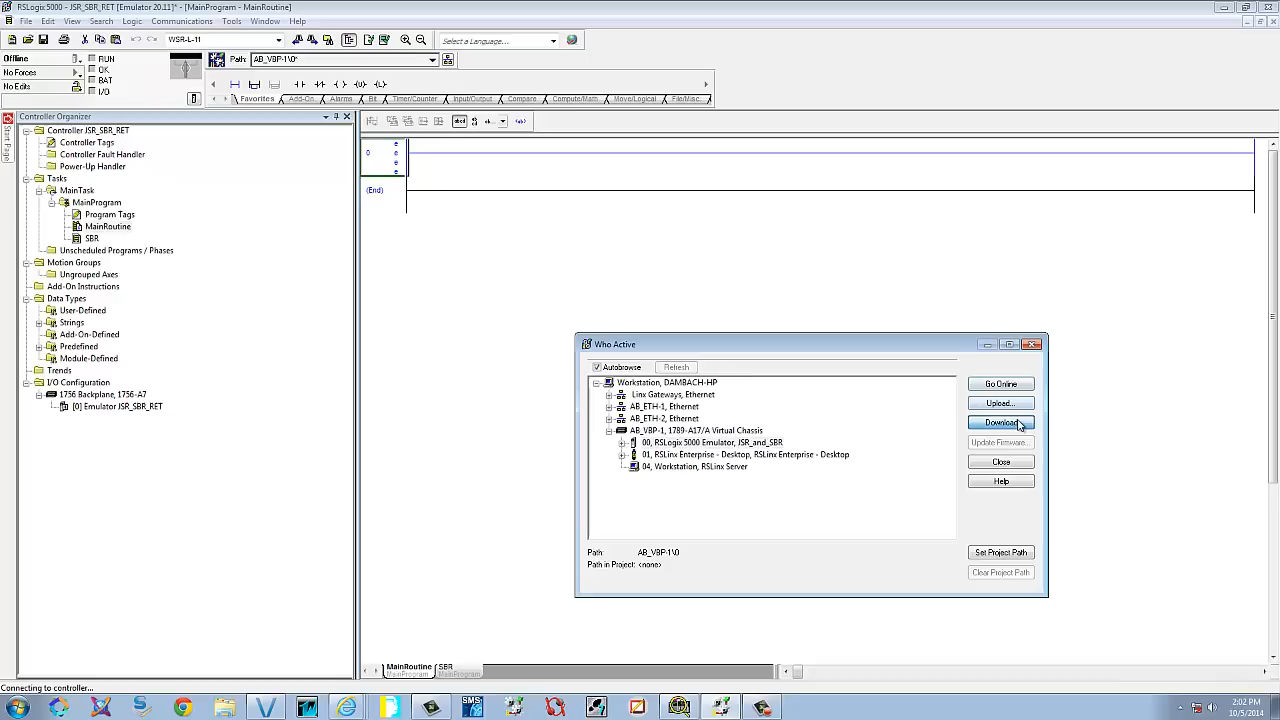 RSLogix 5000 - JSR_SBR_RET [Emulator 20.11]* - [MainProgram - MainRoutine]
File Edit View Search Logic Communications Tools Window Help
WSR-L-11
Select a Language...
Offline
RUN
Path: AB_VBP-1\0*
No Forces
OK
No Edits
BAT
I/O
Favorites Add-On Alarms Bit Timer/Counter Input/Output Compare Compute/Math Move/Logical File/Misc.
Start Page
Controller Organizer
Controller JSR_SBR_RET
Controller Tags
Controller Fault Handler
Power-Up Handler
Tasks
MainTask
MainProgram
Program Tags
MainRoutine
SBR
Unscheduled Programs / Phases
Motion Groups
Ungrouped Axes
Add-On Instructions
Data Types
User-Defined
Strings
Add-On-Defined
Predefined
Module-Defined
Trends
I/O Configuration
1756 Backplane, 1756-A7
[0] Emulator JSR_SBR_RET
0
e
e
e
e
(End)
Who Active
Autobrowse Refresh
Workstation, DAMBACH-HP
Linx Gateways, Ethernet
AB_ETH-1, Ethernet
AB_ETH-2, Ethernet
AB_VBP-1, 1789-A17/A Virtual Chassis
00, RSLogix 5000 Emulator, JSR_and_SBR
01, RSLinx Enterprise - Desktop, RSLinx Enterprise - Desktop
04, Workstation, RSLinx Server
Go Online
Upload...
Download
Update Firmware...
Close
Help
Set Project Path
Clear Project Path
Path: AB_VBP-1\0
Path in Project: <none>
MainRoutine SBR
MainProgram MainProgram
Connecting to controller...
SMS
2:02 PM
10/5/2014